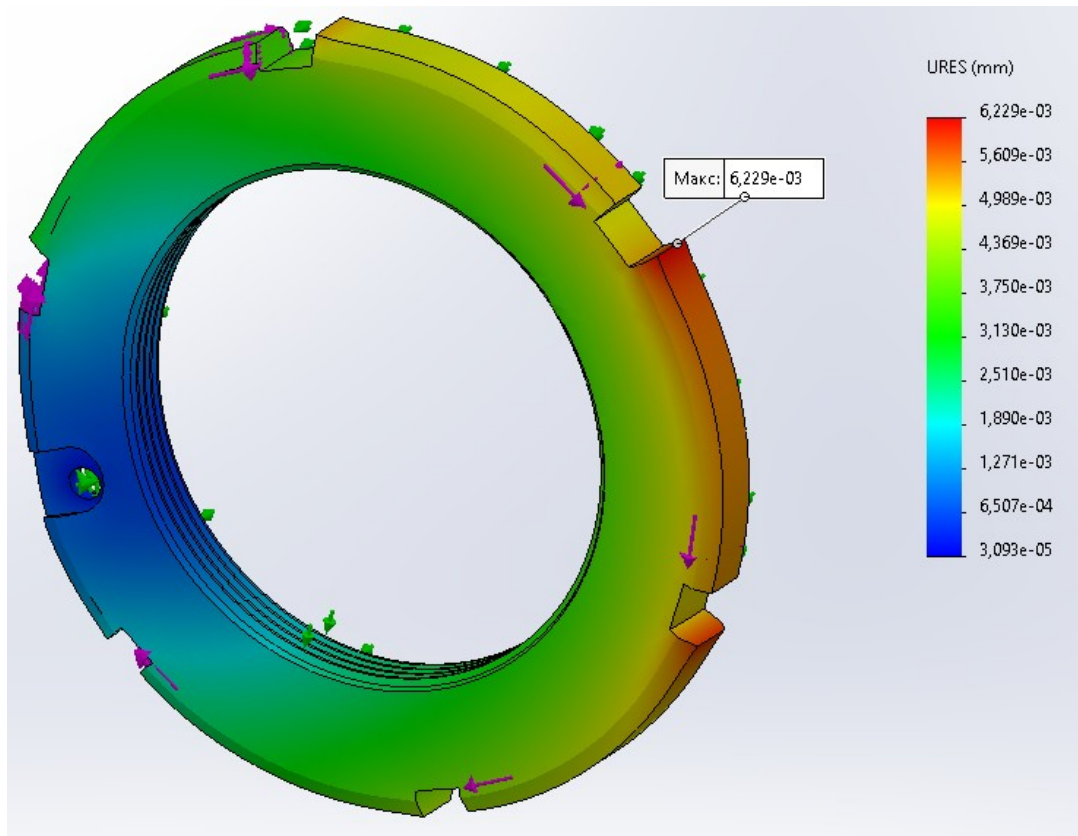 URES (mm)
6,229e-03
5,609e-03
Макс: 6,229e-03
4,989e-03
4,369e-03
3,750e-03
3,130e-03
2,510e-03
1,890e-03
1,271e-03
6,507e-04
3,093e-05